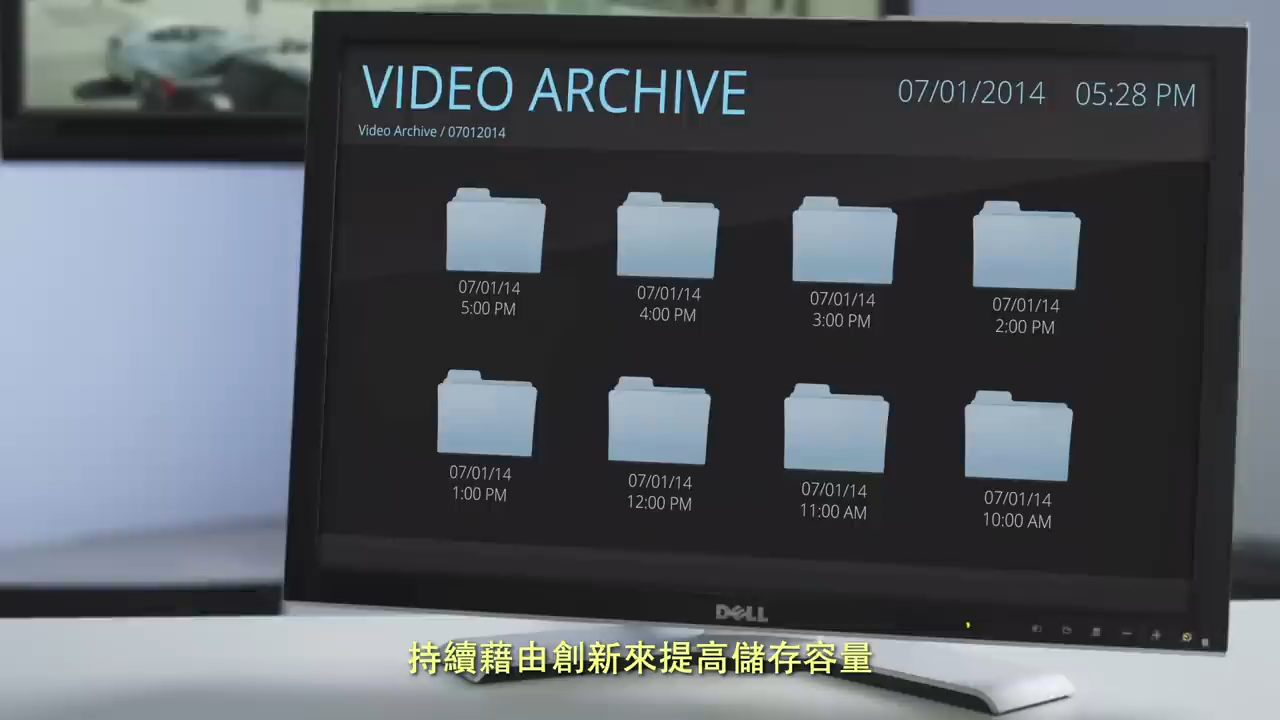 VIDEO ARCHIVE
07/01/2014 05:28 PM
Video Archive / 07012014
07/01/14
5:00 PM
07/01/14
4:00 PM
07/01/14
3:00 PM
07/01/14
2:00 PM
07/01/14
1:00 PM
07/01/14
12:00 PM
07/01/14
11:00 AM
07/01/14
10:00 AM
DELL
持續藉由創新來提高儲存容量